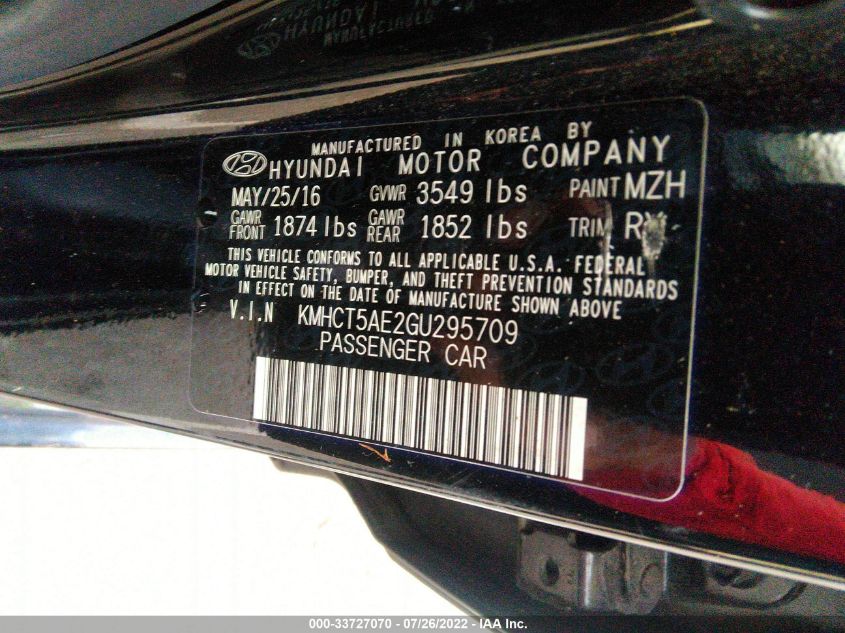 MANUFACTURED IN KOREA BY
HYUNDAI MOTOR COMPANY
MAY/25/16 GVWR 3549 lbs PAINT MZH
GAWR FRONT 1874 lbs GAWR REAR 1852 lbs TRIM
THIS VEHICLE CONFORMS TO ALL APPLICABLE U.S.A. FEDERAL
MOTOR VEHICLE SAFETY, BUMPER, AND THEFT PREVENTION STANDARDS
IN EFFECT ON THE DATE OF MANUFACTURE SHOWN ABOVE
V.I.N KMHCT5AE2GU295709
PASSENGER CAR
000-33727070 - 07/26/2022 - IAA Inc.